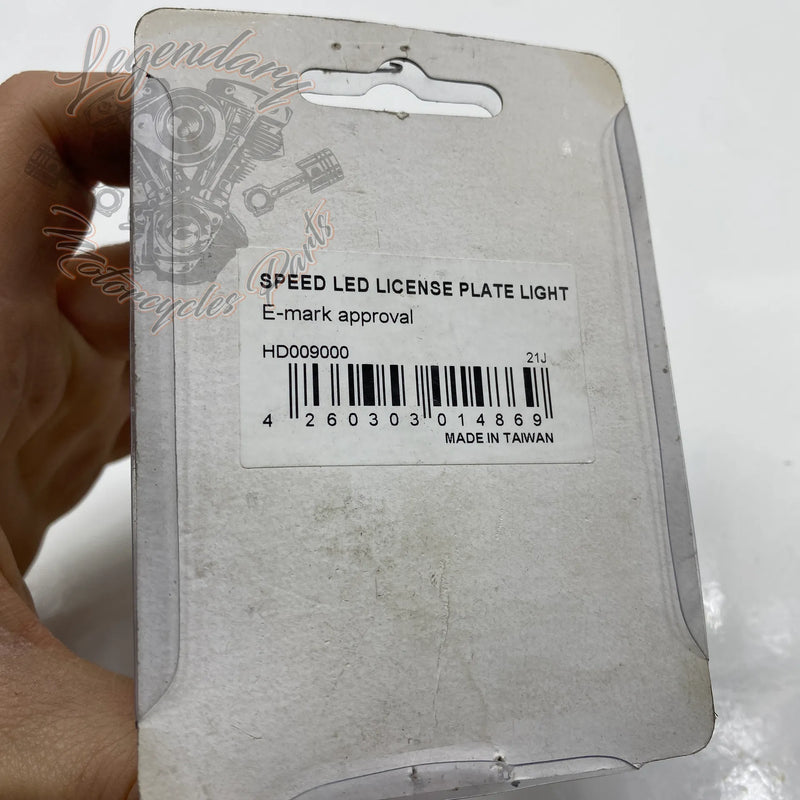 Legendary
Motorcycles Parts
SPEED LED LICENSE PLATE LIGHT
E-mark approval
HD009000 21J
4 260303 014869
MADE IN TAIWAN